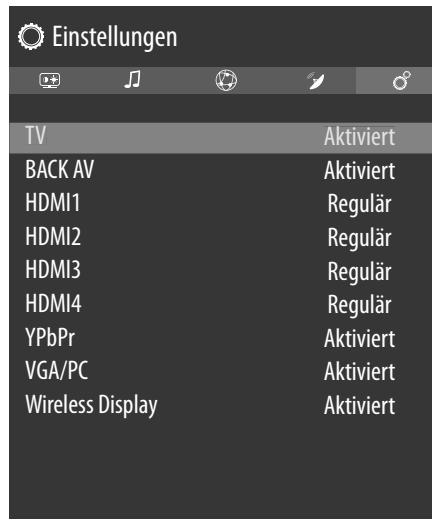 Einstellungen
TV Aktiviert
BACK AV Aktiviert
HDMI1 Regulär
HDMI2 Regulär
HDMI3 Regulär
HDMI4 Regulär
YPbPr Aktiviert
VGA/PC Aktiviert
Wireless Display Aktiviert